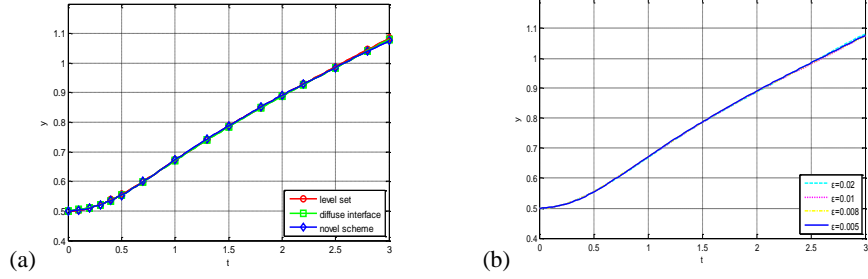 1.1
1
0.9
0.8
0.7
0.6
0.5
0.4
y
0 0.5 1 1.5 2 2.5 3
t
level set
diffuse interface
novel scheme
(a)
1.1
1
0.9
0.8
0.7
0.6
0.5
0.4
y
0 0.5 1 1.5 2 2.5 3
t
ε=0.02
ε=0.01
ε=0.008
ε=0.005
(b)